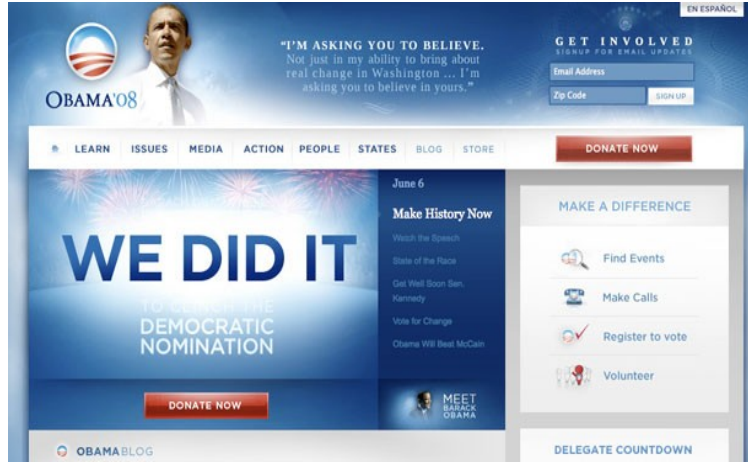 EN ESPAÑOL
OBAMA'08
“I'M ASKING YOU TO BELIEVE.
Not just in my ability to bring about
real change in Washington ... I'm
asking you to believe in yours.”
GET INVOLVED
SIGNUP FOR EMAIL UPDATES
Email Address
Zip Code
SIGN UP
LEARN ISSUES MEDIA ACTION PEOPLE STATES BLOG STORE
DONATE NOW
WE DID IT
TO CLINCH THE
DEMOCRATIC
NOMINATION
DONATE NOW
June 6
Make History Now
Watch the Speech
State of the Race
Get Well Soon Sen.
Kennedy
Vote for Change
Obama Will Beat McCain
MEET
BARACK
OBAMA
MAKE A DIFFERENCE
Find Events
Make Calls
Register to vote
Volunteer
OBAMABLOG
DELEGATE COUNTDOWN